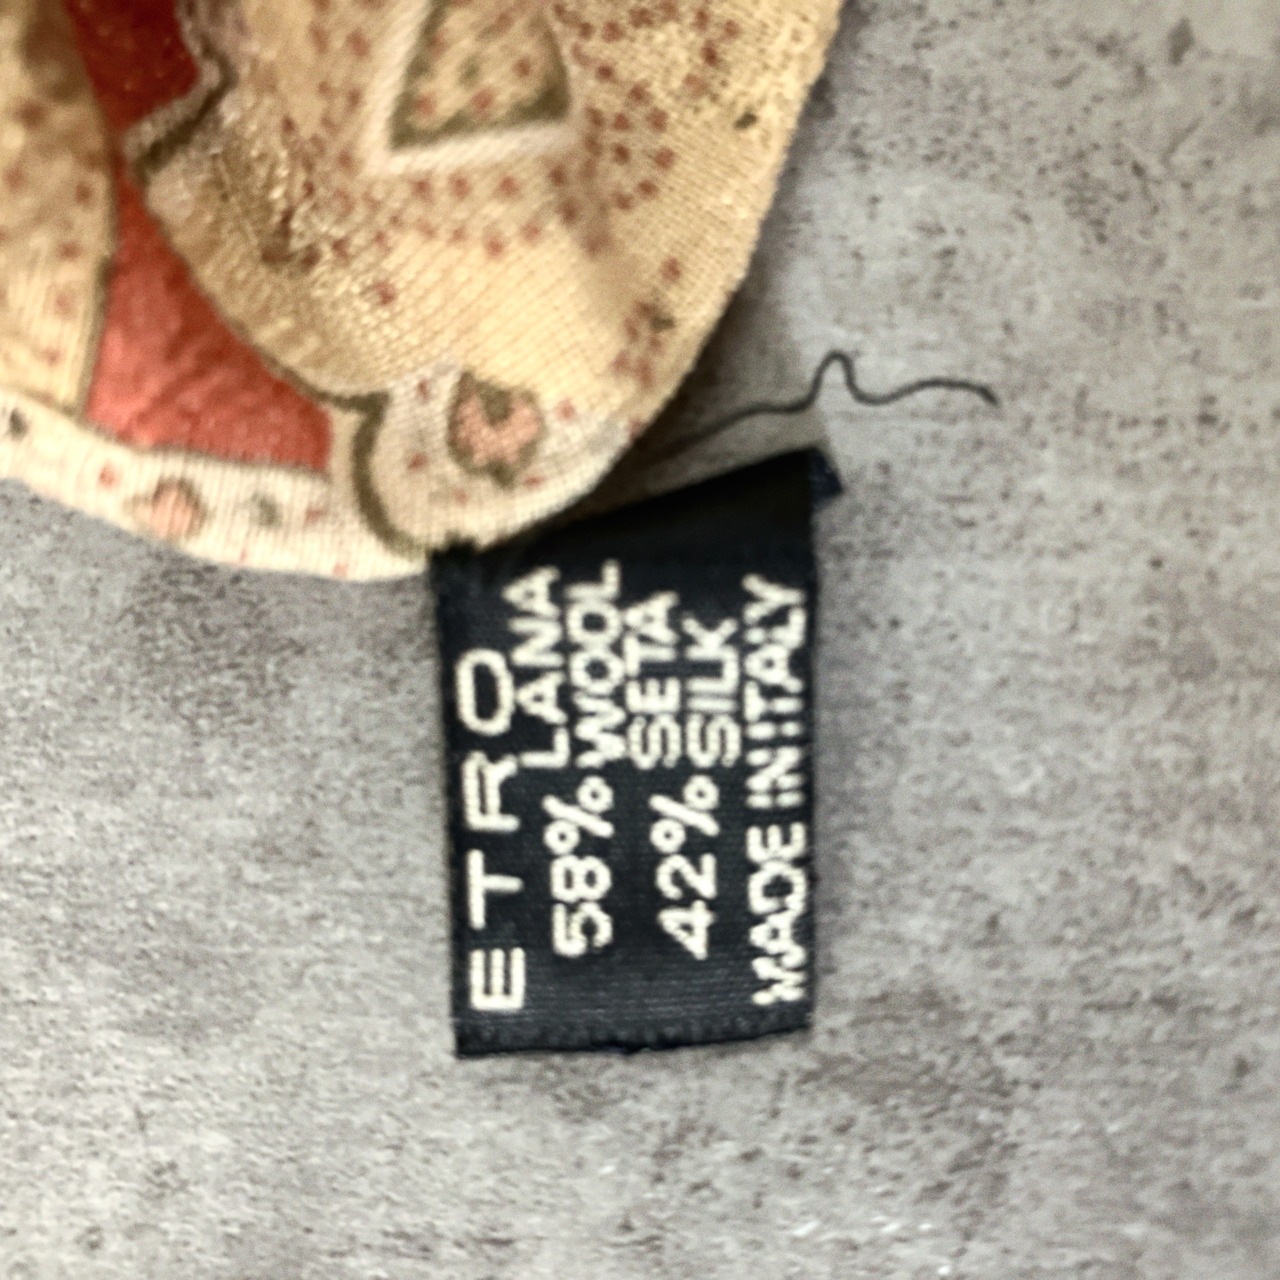 ETRO
LANA
58% WOOL
SETA
42% SILK
MADE IN ITALY